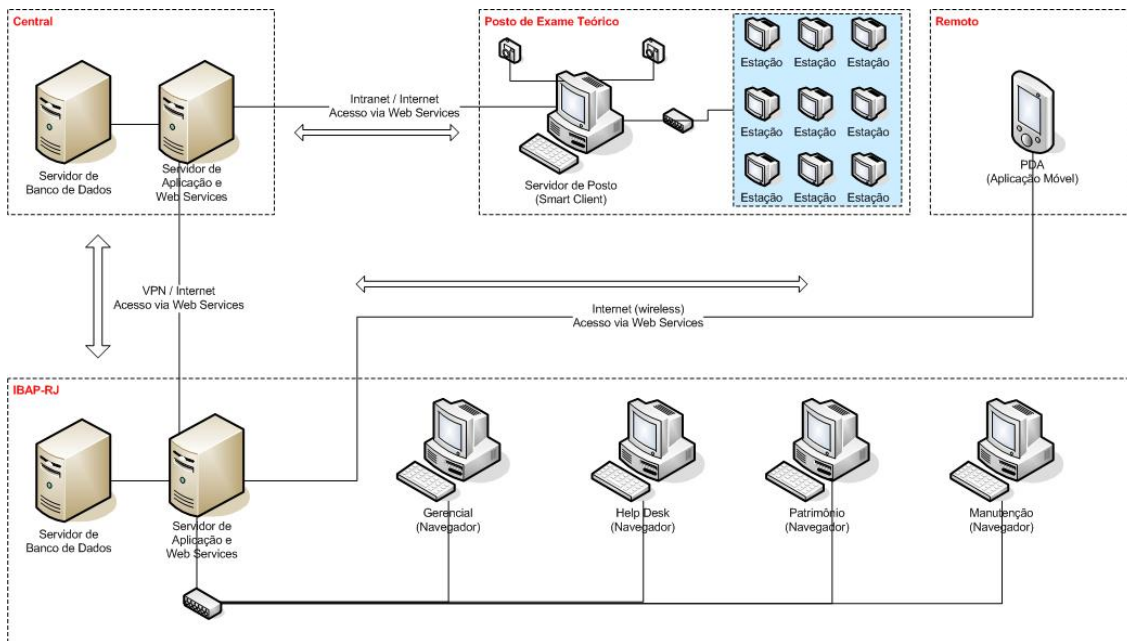 Central
Servidor de
Banco de Dados
Servidor de
Aplicação e
Web Services
Intranet / Internet
Acesso via Web Services
Posto de Exame Teórico
Servidor de Posto
(Smart Client)
Estação
Estação
Estação
Estação
Estação
Estação
Estação
Estação
Estação
Remoto
PDA
(Aplicação Móvel)
VPN / Internet
Acesso via Web Services
Internet (wireless)
Acesso via Web Services
IBAP-RJ
Servidor de
Banco de Dados
Servidor de
Aplicação e
Web Services
Gerencial
(Navegador)
Help Desk
(Navegador)
Patrimônio
(Navegador)
Manutenção
(Navegador)